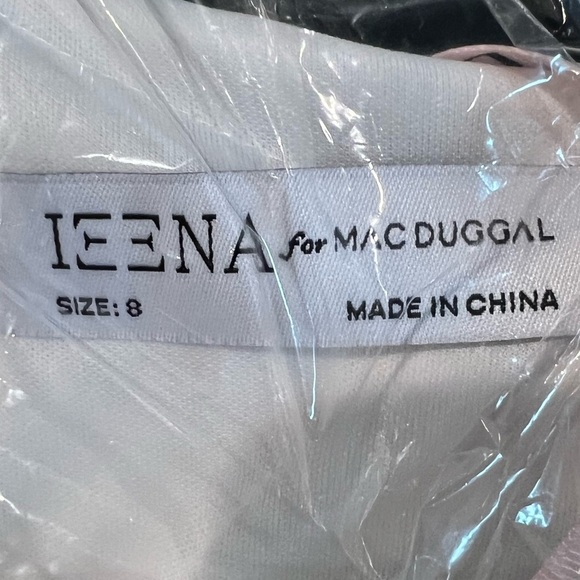 IEENA for MAC DUGGAL
SIZE: 8 MADE IN CHINA